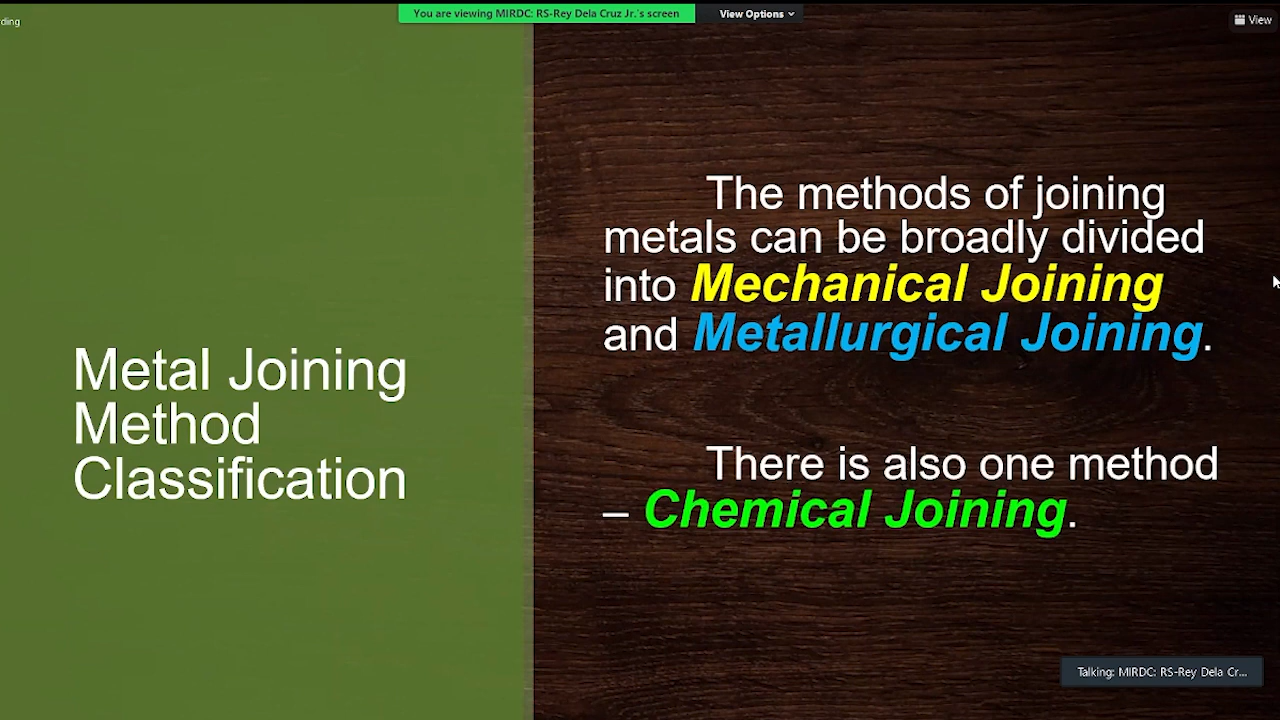 You are viewing MIRDC: RS-Rey Dela Cruz Jr.'s screen
View Options
View
Metal Joining
Method
Classification
The methods of joining
metals can be broadly divided
into Mechanical Joining
and Metallurgical Joining.
There is also one method
– Chemical Joining.
Talking: MIRDC: RS-Rey Dela Cr...